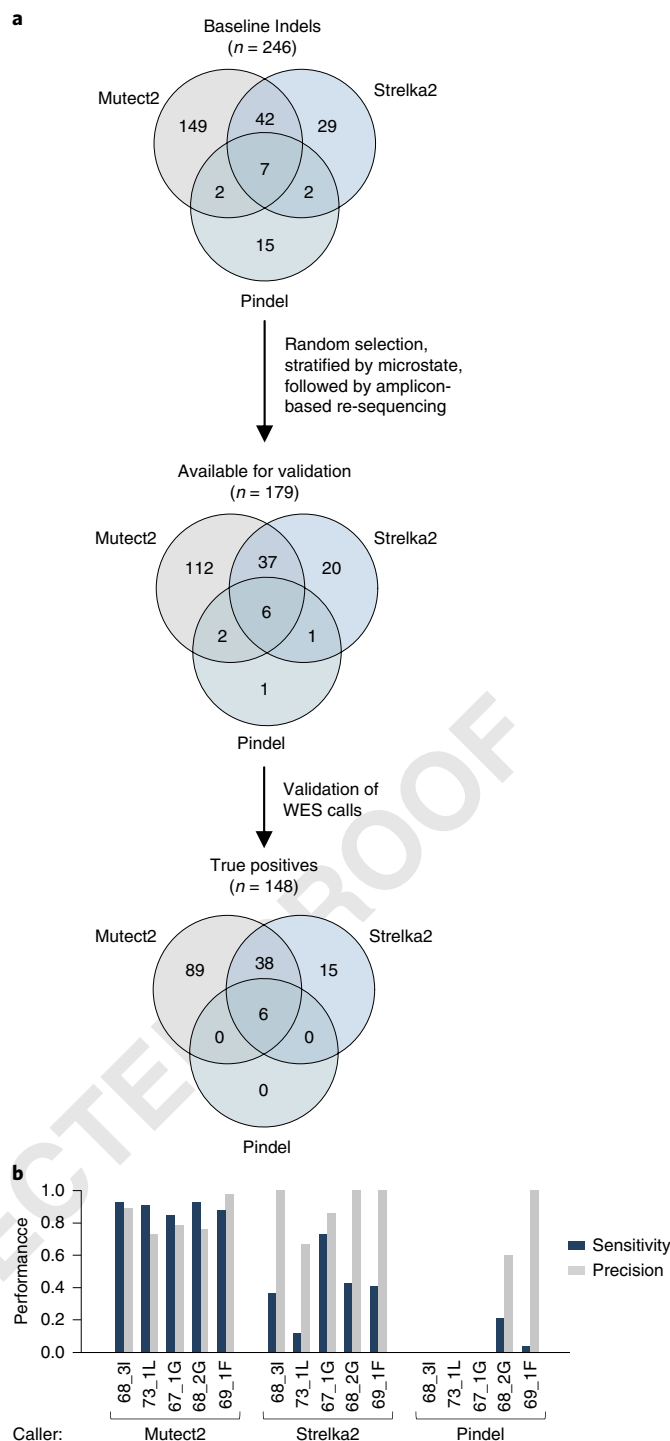 a
Baseline Indels
(n = 246)
Mutect2
Strelka2
149
42
29
7
2
2
15
Pindel
Random selection,
stratified by microstate,
followed by amplicon-
based re-sequencing
Available for validation
(n = 179)
Mutect2
Strelka2
112
37
20
6
2
1
1
Pindel
Validation of
WES calls
True positives
(n = 148)
Mutect2
Strelka2
89
38
15
6
0
0
0
Pindel
b
Performancce
1.0
0.8
0.6
0.4
0.2
0.0
Sensitivity
Precision
68_3I
73_1L
67_1G
68_2G
69_1F
68_3I
73_1L
67_1G
68_2G
69_1F
68_3I
73_1L
67_1G
68_2G
69_1F
Caller: Mutect2 Strelka2 Pindel
PROOF